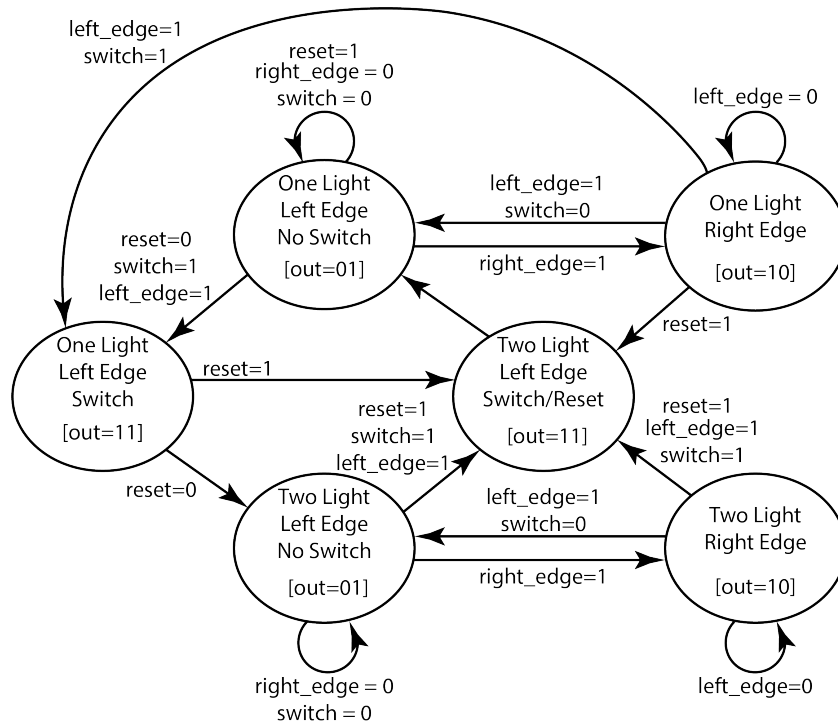 left_edge=1
switch=1
reset=1
right_edge = 0
switch = 0
left_edge = 0
One Light
Left Edge
No Switch
[out=01]
left_edge=1
switch=0
right_edge=1
One Light
Right Edge
[out=10]
reset=0
switch=1
left_edge=1
reset=1
One Light
Left Edge
Switch
[out=11]
reset=1
Two Light
Left Edge
Switch/Reset
[out=11]
reset=1
switch=1
left_edge=1
reset=1
left_edge=1
switch=1
reset=0
Two Light
Left Edge
No Switch
[out=01]
left_edge=1
switch=0
right_edge=1
Two Light
Right Edge
[out=10]
right_edge = 0
switch = 0
left_edge=0